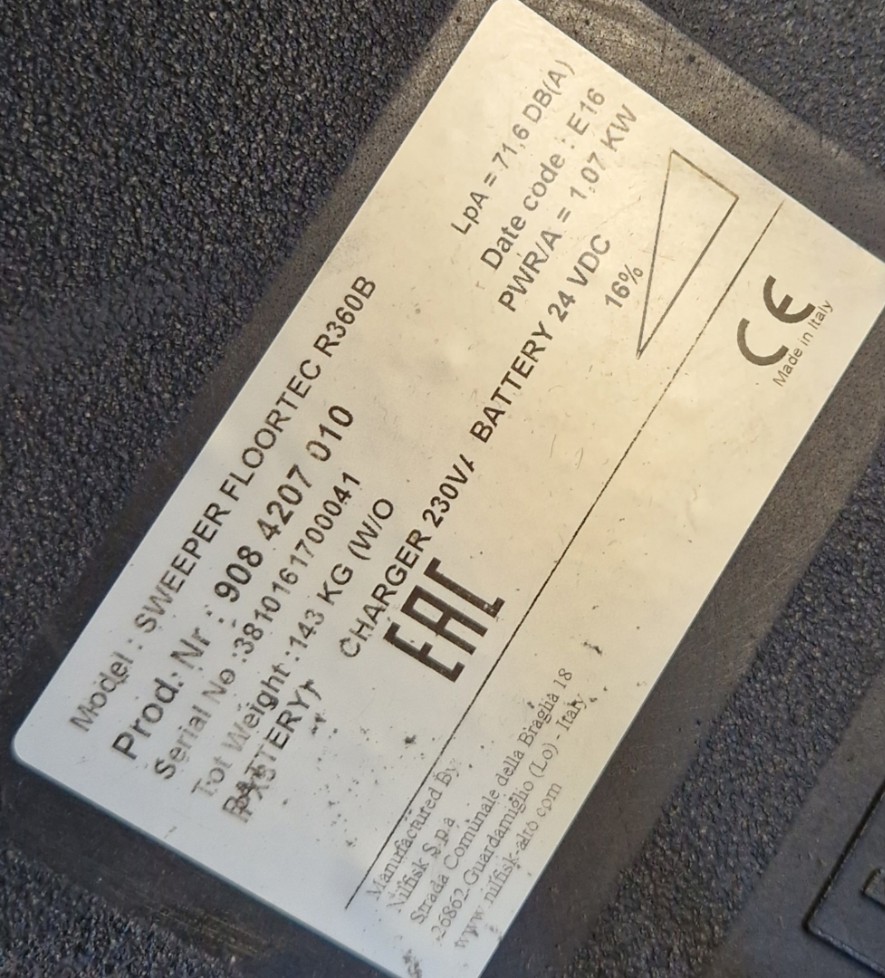 Model : SWEEPER FLOORTEC R360B
Prod. Nr : 908 4207 010
Serial No :3810161700041
Tot Weight :143 KG (W/O
BATTERY)
IPX3
LpA = 71,6 DB(A)
Date code : E16
PWR/A = 1,07 KW
CHARGER 230V/ BATTERY 24 VDC
16%
EAC
Manufactured By:
Nilfisk S.p.a
Strada Comunale della Braglia 18
26862-Guardamiglio (Lo) - Italy
www.nilfisk-alto.com
CE
Made in Italy